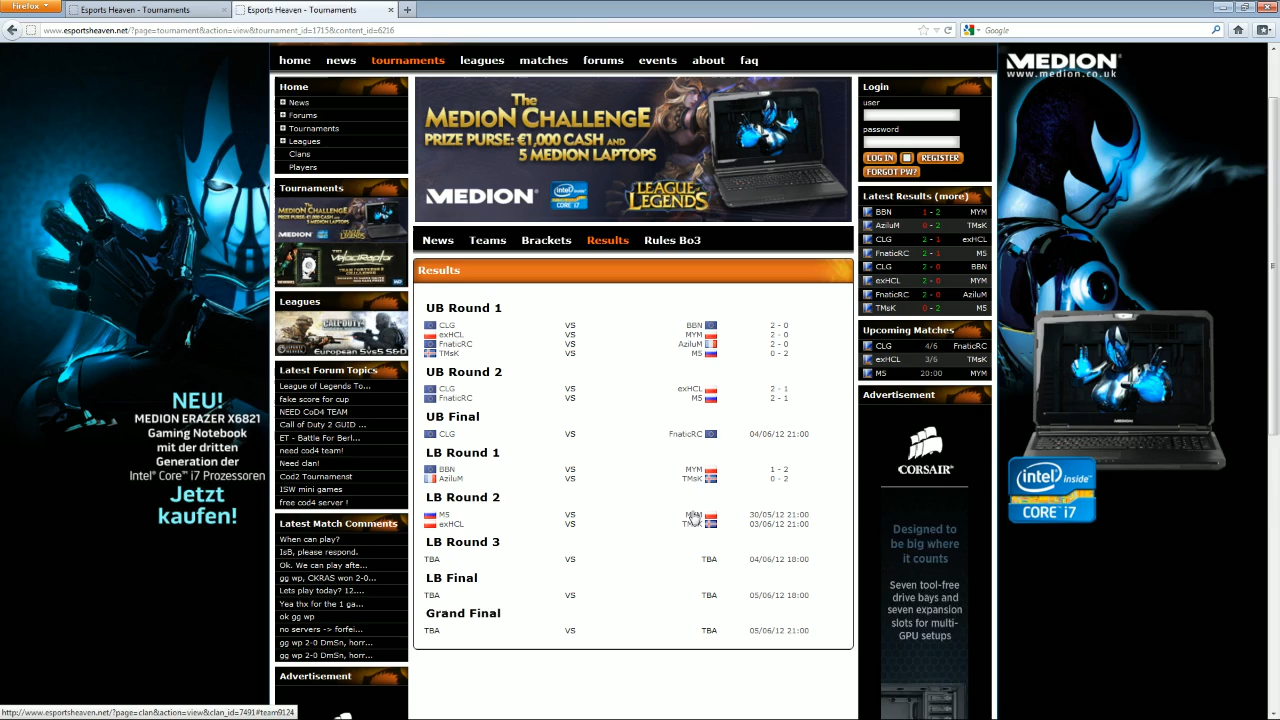 Firefox
Esports Heaven - Tournaments
Esports Heaven - Tournaments
www.esportsheaven.net/?page=tournament&action=view&tournament_id=1715&content_id=6216
Google
home news tournaments leagues matches forums events about faq
Home
News
Forums
Tournaments
Leagues
Clans
Players
Tournaments
MEDION CHALLENGE
MEDION
Leagues
CALL OF DUTY
European 5vs5 S&D
Latest Forum Topics
League of Legends To...
fake score for cup
NEED CoD4 TEAM
Call of Duty 2 GUID ...
ET - Battle For Berl...
need cod4 team!
Need clan!
Cod2 Tournamenst
ISW mini games
free cod4 server !
Latest Match Comments
When can play?
IsB, please respond.
Ok. We can play afte...
gg wp, CKRAS won 2-0...
Lets play today? 12....
Yea thx for the 1 ga...
ok gg wp
no servers -> forfei...
gg wp 2-0 DmSn, horr...
gg wp 2-0 DmSn, horr...
Advertisement
The
MEDION CHALLENGE
PRIZE PURSE: €1,000 CASH AND
5 MEDION LAPTOPS
MEDION
intel inside
CORE i7
LEAGUE OF LEGENDS
News Teams Brackets Results Rules Bo3
Results
UB Round 1
CLG VS BBN 2 - 0
exHCL VS MYM 2 - 0
FnaticRC VS AziluM 2 - 0
TMsK VS M5 0 - 2
UB Round 2
CLG VS exHCL 2 - 1
FnaticRC VS M5 2 - 1
UB Final
CLG VS FnaticRC 04/06/12 21:00
LB Round 1
BBN VS MYM 1 - 2
AziluM VS TMsK 0 - 2
LB Round 2
M5 VS MYM 30/05/12 21:00
exHCL VS TMsK 03/06/12 21:00
LB Round 3
TBA VS TBA 04/06/12 18:00
LB Final
TBA VS TBA 05/06/12 18:00
Grand Final
TBA VS TBA 05/06/12 21:00
Login
user
password
LOG IN REGISTER
FORGOT PW?
Latest Results (more)
BBN 1 - 2 MYM
AziluM 0 - 2 TMsK
CLG 2 - 1 exHCL
FnaticRC 2 - 1 M5
CLG 2 - 0 BBN
exHCL 2 - 0 MYM
FnaticRC 2 - 0 AziluM
TMsK 0 - 2 M5
Upcoming Matches
CLG 4/6 FnaticRC
exHCL 3/6 TMsK
M5 20:00 MYM
Advertisement
CORSAIR
Designed
to be big where
it counts
Seven tool-free
drive bays and
seven expansion
slots for multi-
GPU setups
NEU!
MEDION ERAZER X6821
Gaming Notebook
mit der dritten
Generation der
Intel® Core™ i7 Prozessoren
Jetzt
kaufen!
MEDION®
www.medion.co.uk
intel inside
CORE i7
http://www.esportsheaven.net/?page=clan&action=view&clan_id=7491#team9124